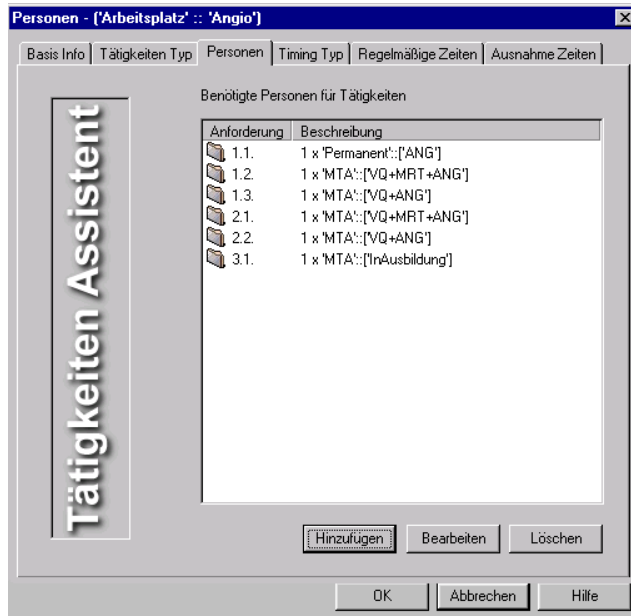 Personen - ('Arbeitsplatz' :: 'Angio')
Basis Info Tätigkeiten Typ Personen Timing Typ Regelmäßige Zeiten Ausnahme Zeiten
Tätigkeiten Assistent
Benötigte Personen für Tätigkeiten
Anforderung Beschreibung
1.1. 1 x 'Permanent'::['ANG']
1.2. 1 x 'MTA'::['VQ+MRT+ANG']
1.3. 1 x 'MTA'::['VQ+ANG']
2.1. 1 x 'MTA'::['VQ+MRT+ANG']
2.2. 1 x 'MTA'::['VQ+ANG']
3.1. 1 x 'MTA'::['InAusbildung']
Hinzufügen Bearbeiten Löschen
OK Abbrechen Hilfe